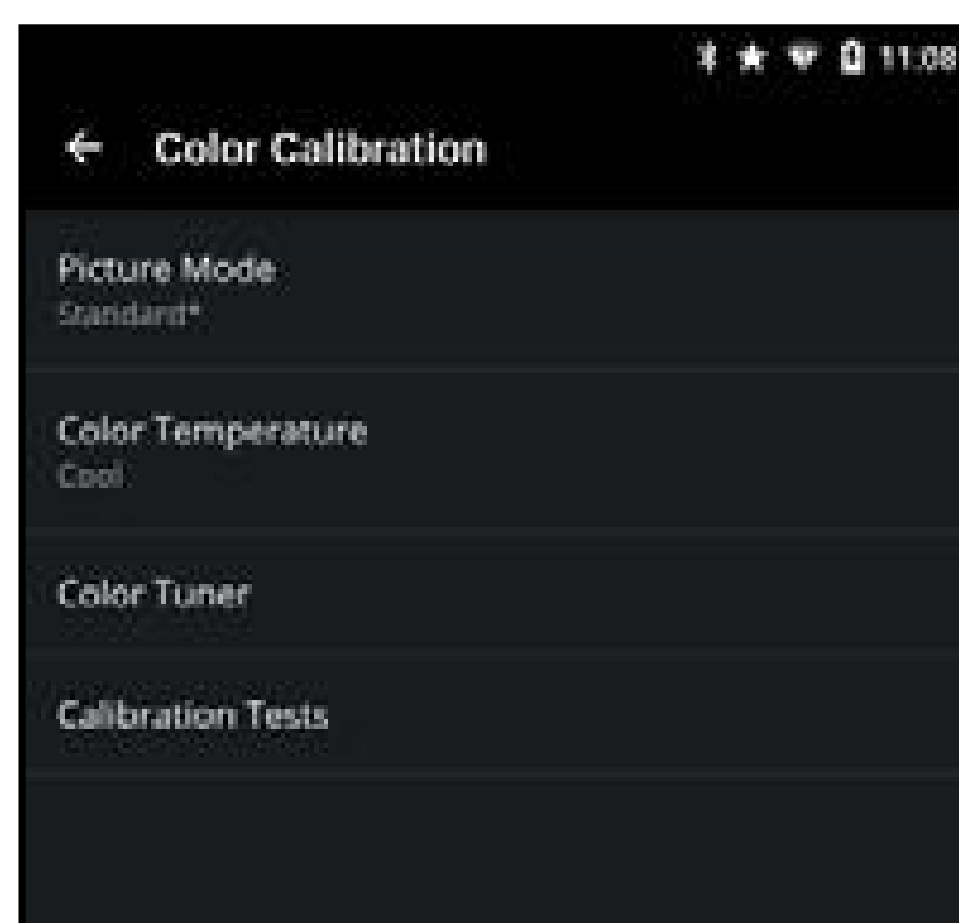 11:08
Color Calibration
Picture Mode
Standard*
Color Temperature
Cool
Color Tuner
Calibration Tests